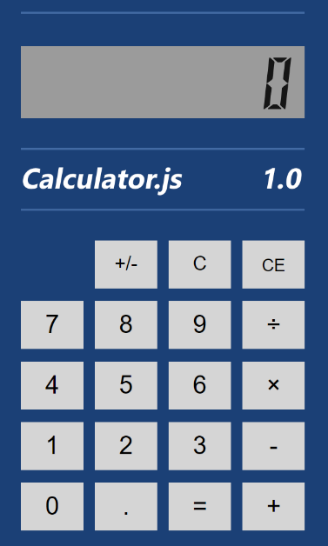 0
Calculator.js 1.0
+/- C CE
7 8 9 ÷
4 5 6 ×
1 2 3 -
0 . = +